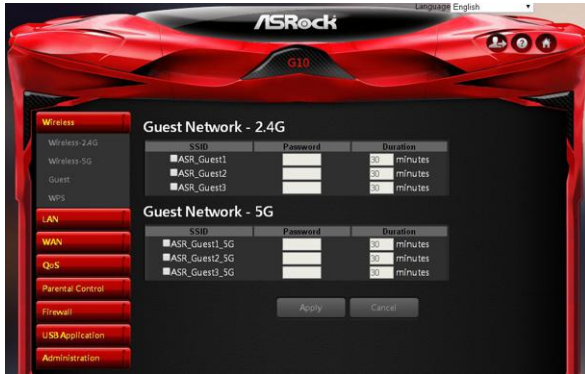 Language English
ASRock
G10
Wireless
Wireless-2.4G
Wireless-5G
Guest
WPS
LAN
WAN
QoS
Parental Control
Firewall
USB Application
Administration
Guest Network - 2.4G
SSID Password Duration
ASR_Guest1 30 minutes
ASR_Guest2 30 minutes
ASR_Guest3 30 minutes
Guest Network - 5G
SSID Password Duration
ASR_Guest1_5G 30 minutes
ASR_Guest2_5G 30 minutes
ASR_Guest3_5G 30 minutes
Apply Cancel